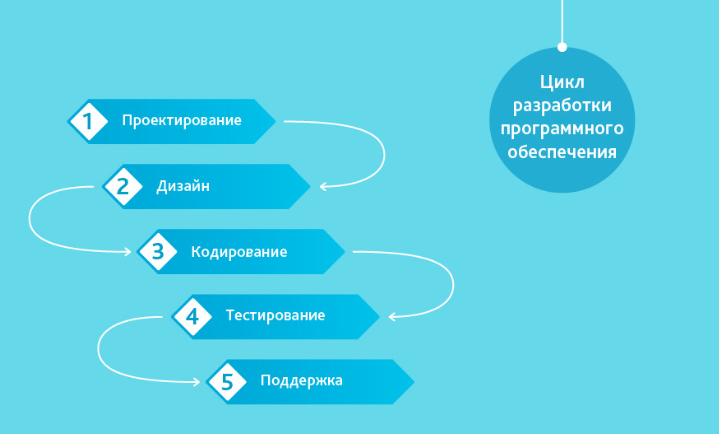 Цикл
разработки
программного
обеспечения
1 Проектирование
2 Дизайн
3 Кодирование
4 Тестирование
5 Поддержка